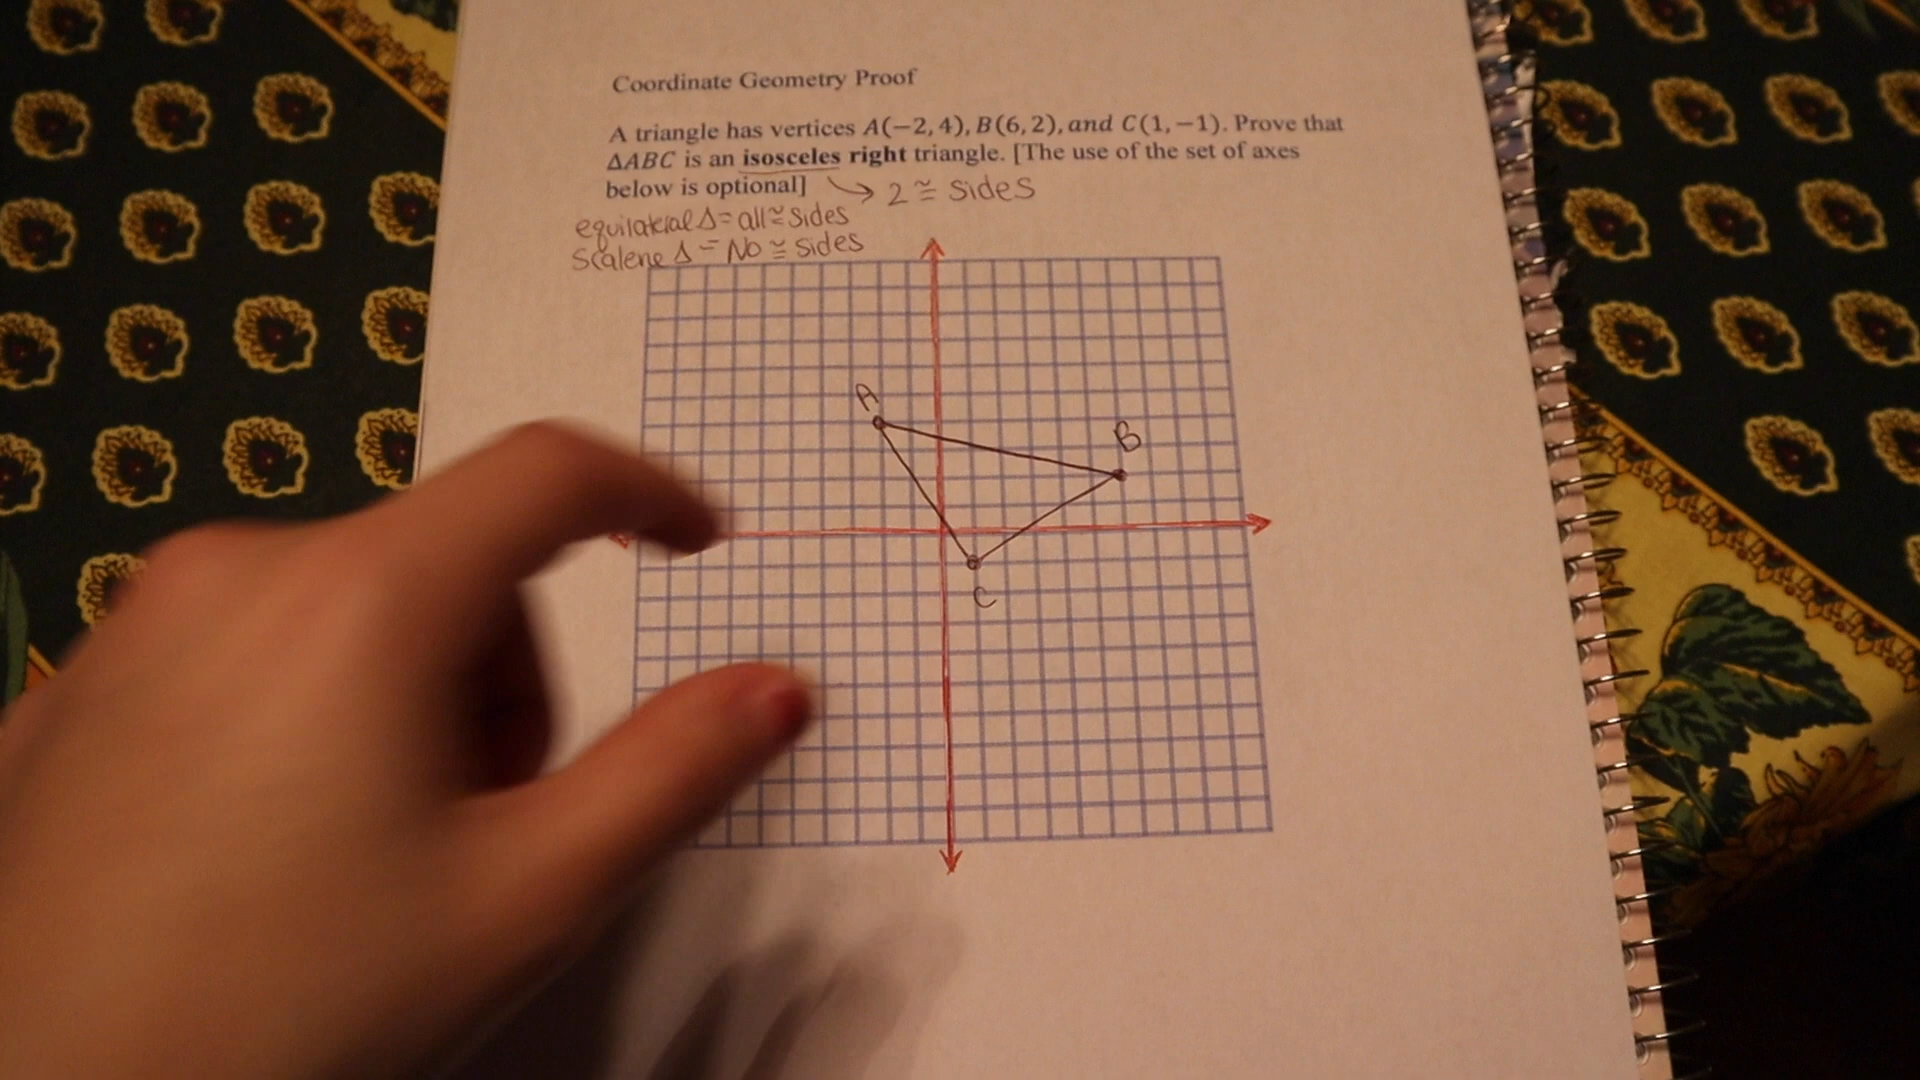 Coordinate Geometry Proof
A triangle has vertices A(−2, 4), B(6, 2), and C(1, −1). Prove that
ΔABC is an isosceles right triangle. [The use of the set of axes
below is optional] → 2 ≅ sides
equilateral Δ = all ≅ sides
Scalene Δ = No ≅ sides
A
B
C